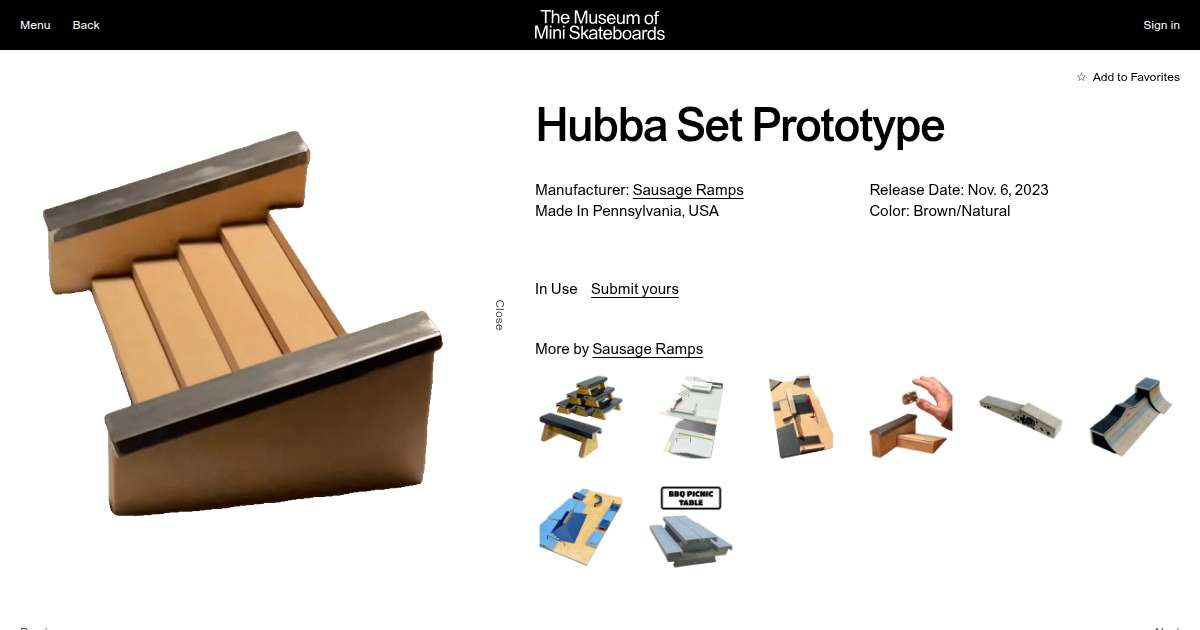 Menu
Back
The Museum of
Mini Skateboards
Sign in
☆ Add to Favorites
Hubba Set Prototype
Manufacturer: Sausage Ramps
Made In Pennsylvania, USA
Release Date: Nov. 6, 2023
Color: Brown/Natural
Close
In Use Submit yours
More by Sausage Ramps
BBQ PICNIC
TABLE